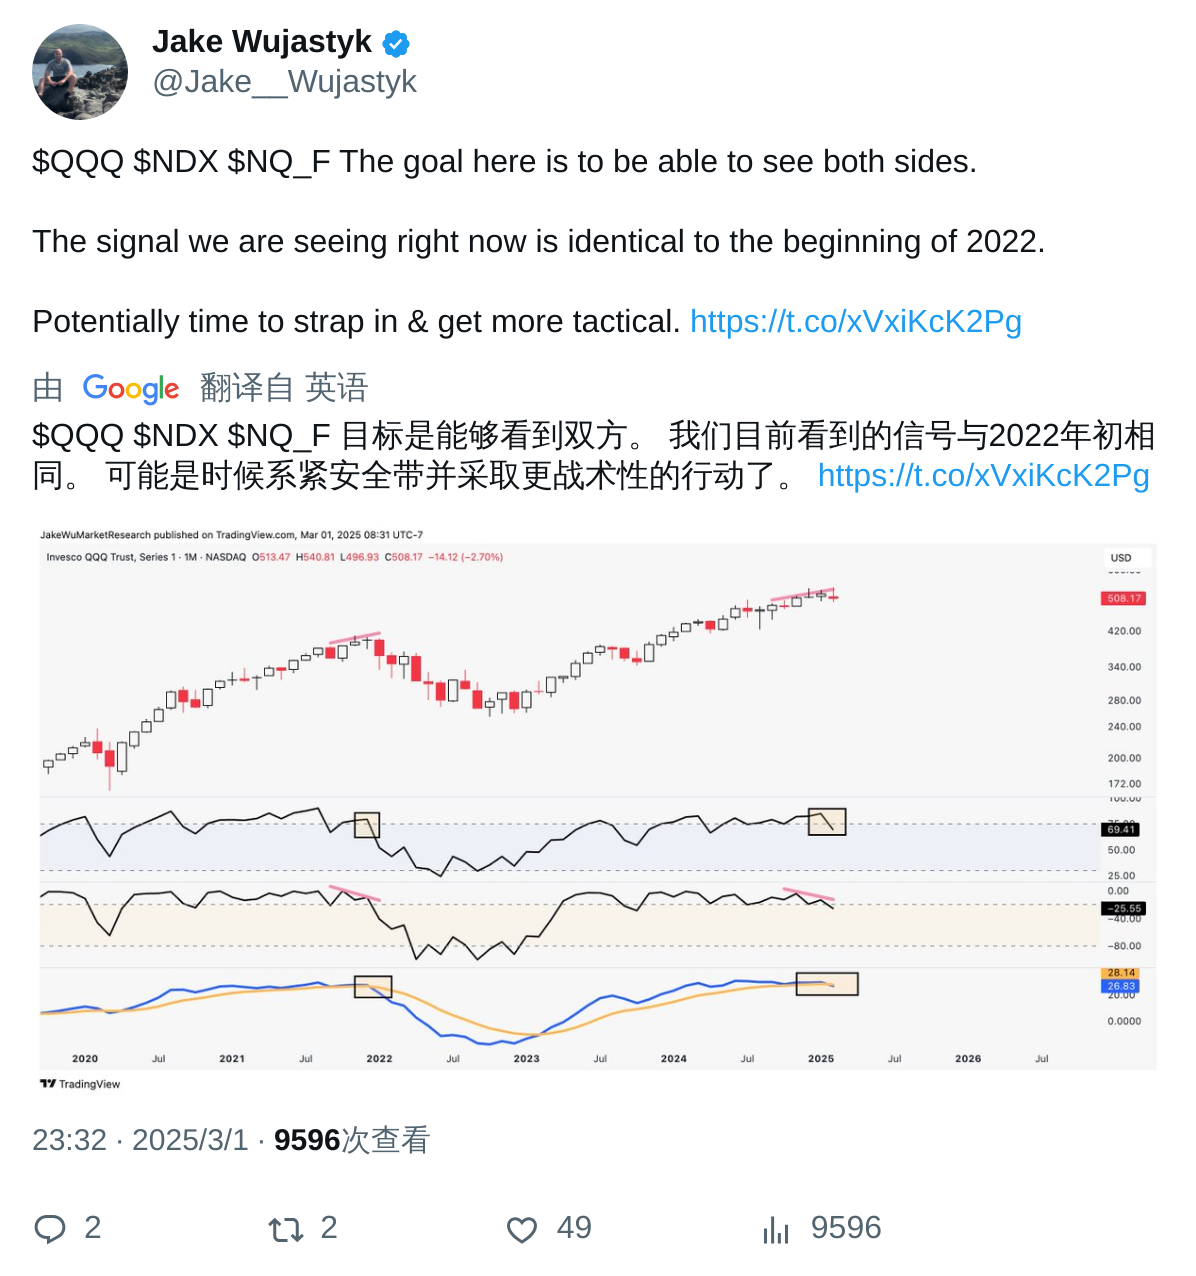 Jake Wujastyk
@Jake__Wujastyk
$QQQ $NDX $NQ_F The goal here is to be able to see both sides.
The signal we are seeing right now is identical to the beginning of 2022.
Potentially time to strap in & get more tactical. https://t.co/xVxiKcK2Pg
由 Google 翻译自 英语
$QQQ $NDX $NQ_F 目标是能够看到双方。 我们目前看到的信号与2022年初相
同。 可能是时候系紧安全带并采取更战术性的行动了。 https://t.co/xVxiKcK2Pg
JakeWuMarketResearch published on TradingView.com, Mar 01, 2025 08:31 UTC-7
Invesco QQQ Trust, Series 1 · 1M · NASDAQ O513.47 H540.81 L496.93 C508.17 −14.12 (−2.70%)
USD
508.17
420.00
340.00
280.00
240.00
200.00
172.00
100.00
75.00
69.41
50.00
25.00
0.00
−25.55
−40.00
−80.00
28.14
26.83
20.00
0.0000
2020 Jul 2021 Jul 2022 Jul 2023 Jul 2024 Jul 2025 Jul 2026 Jul
TradingView
23:32 · 2025/3/1 · 9596次查看
2 2 49 9596